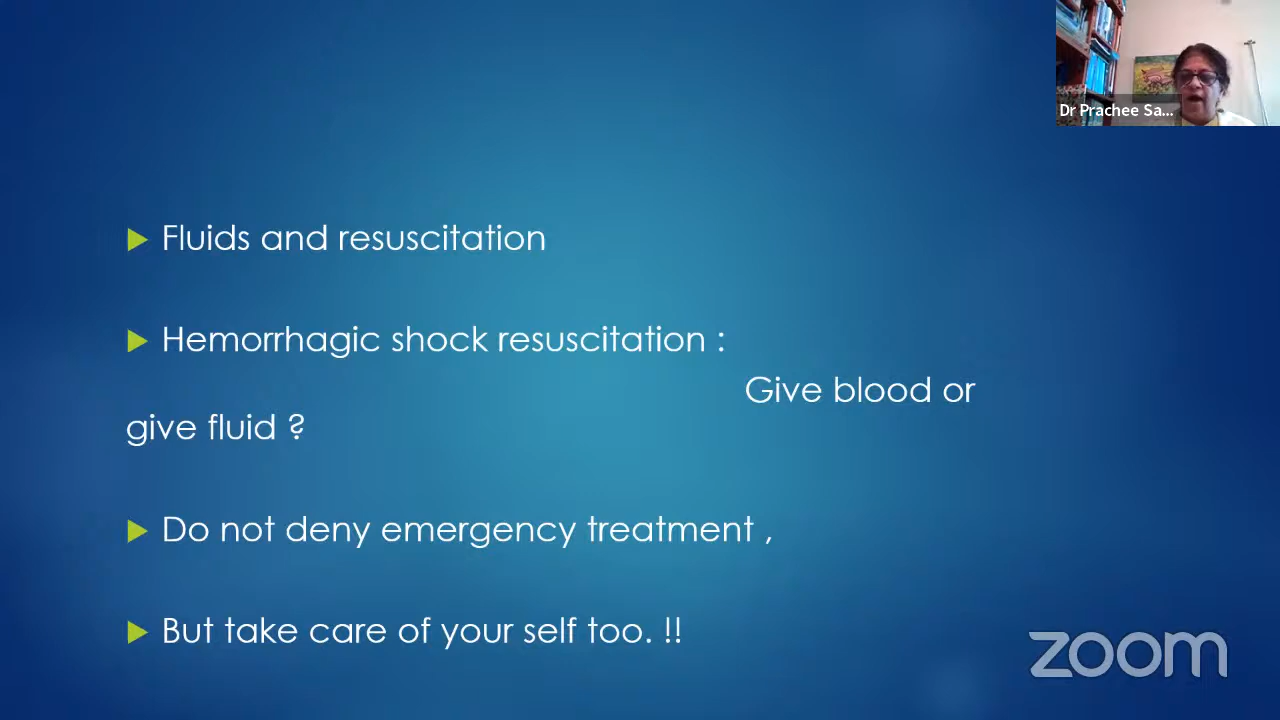 Dr Prachee Sa...
Fluids and resuscitation
Hemorrhagic shock resuscitation :
Give blood or
give fluid ?
Do not deny emergency treatment ,
But take care of your self too. !!
zoom